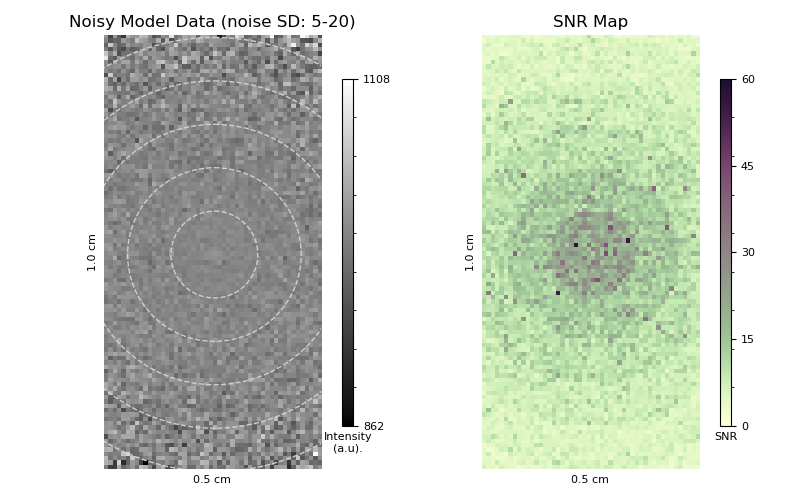 Noisy Model Data (noise SD: 5-20)
1.0 cm
0.5 cm
1108
862
Intensity
(a.u).
SNR Map
1.0 cm
0.5 cm
60
45
30
15
0
SNR